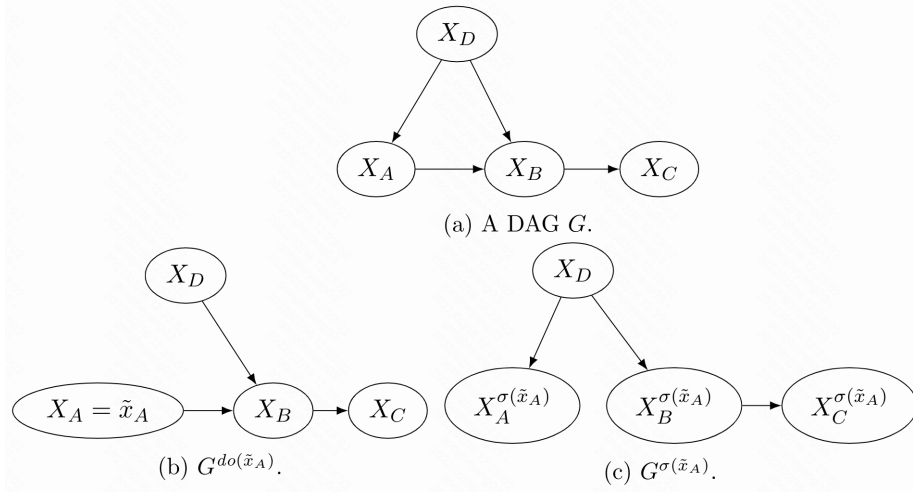 X_D
X_A X_B X_C
(a) A DAG G.
X_D X_D
X_A = x̃_A X_B X_C X_A^{σ(x̃_A)} X_B^{σ(x̃_A)} X_C^{σ(x̃_A)}
(b) G^{do(x̃_A)}. (c) G^{σ(x̃_A)}.